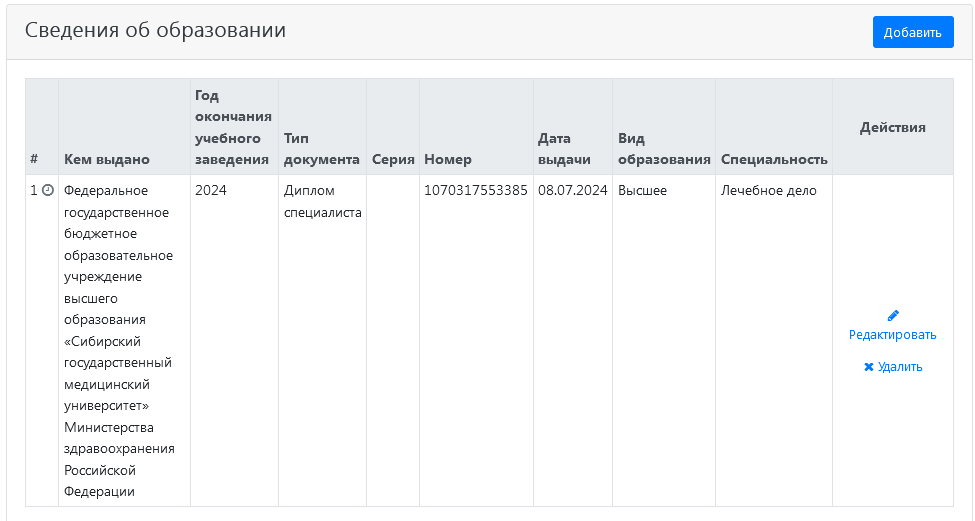 Сведения об образовании
Добавить
#
Кем выдано
Год
окончания
учебного
заведения
Тип
документа
Серия
Номер
Дата
выдачи
Вид
образования
Специальность
Действия
1
Федеральное
государственное
бюджетное
образовательное
учреждение
высшего
образования
«Сибирский
государственный
медицинский
университет»
Министерства
здравоохранения
Российской
Федерации
2024
Диплом
специалиста
1070317553385
08.07.2024
Высшее
Лечебное дело
Редактировать
Удалить